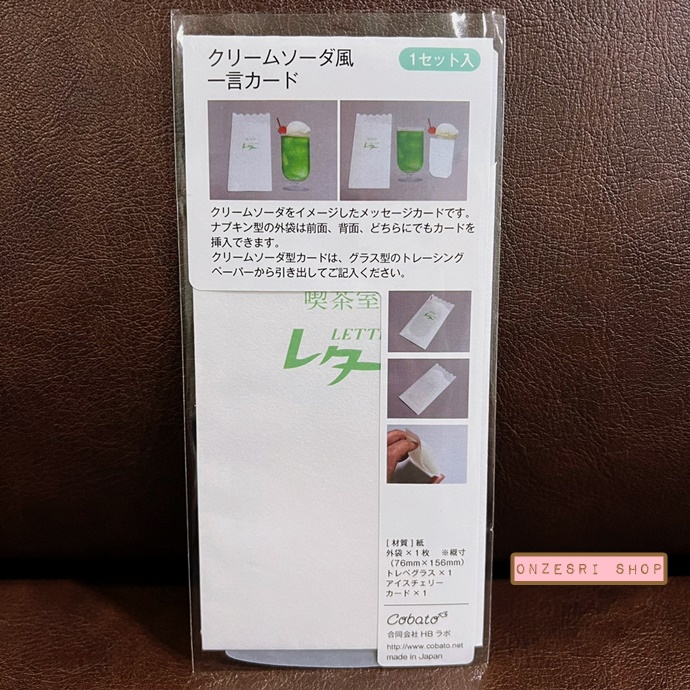 クリームソーダ風
一言カード
1セット入
クリームソーダをイメージしたメッセージカードです。
ナプキン型の外袋は前面、背面、どちらにでもカードを
挿入できます。
クリームソーダ型カードは、グラス型のトレーシング
ペーパーから引き出してご記入ください。
喫茶室
LETT
レター
[ 材質 ] 紙
外袋×1枚 ※縦寸
(76mm×156mm)
トレペグラス×1
アイスチェリー
カード×1
Cobato
合同会社HBラボ
http://www.cobato.net
made in Japan
ONZESRI SHOP